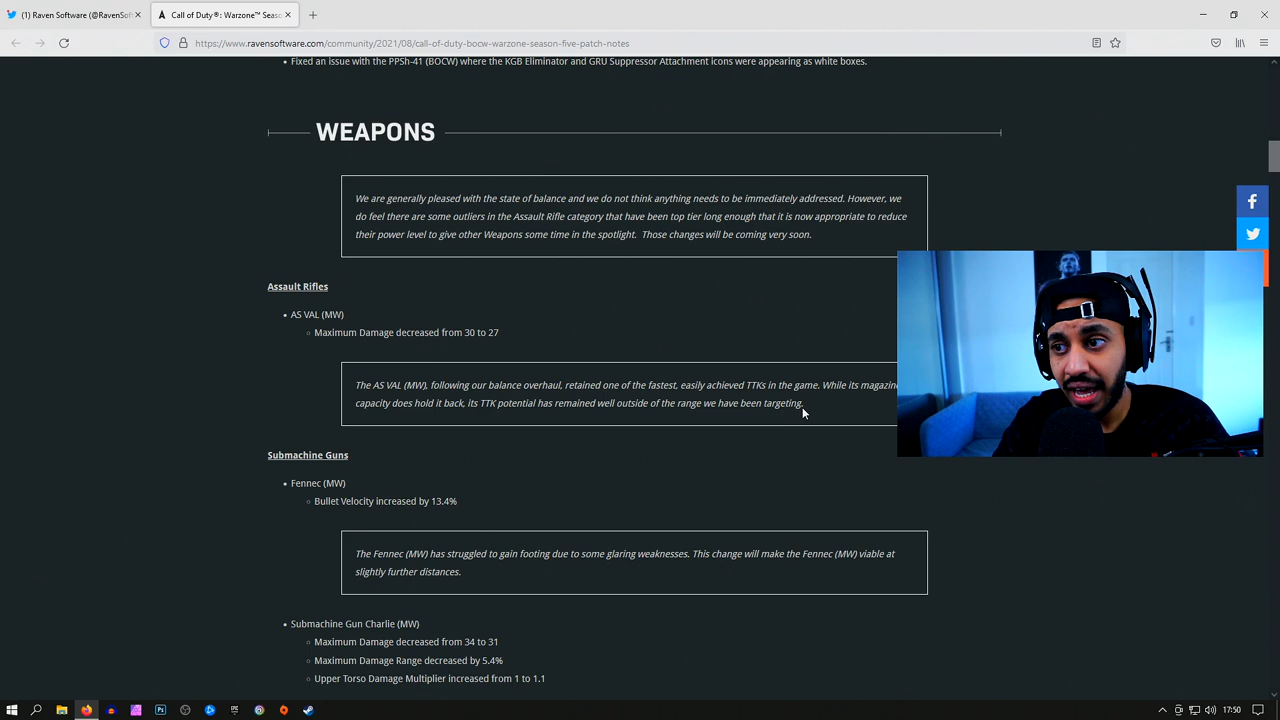 Raven Software (@RavenSoft
Call of Duty®: Warzone™ Seaso
https://www.ravensoftware.com/community/2021/08/call-of-duty-bocw-warzone-season-five-patch-notes
Fixed an issue with the PPSh-41 (BOCW) where the KGB Eliminator and GRU Suppressor Attachment icons were appearing as white boxes.
WEAPONS
We are generally pleased with the state of balance and we do not think anything needs to be immediately addressed. However, we
do feel there are some outliers in the Assault Rifle category that have been top tier long enough that it is now appropriate to reduce
their power level to give other Weapons some time in the spotlight. Those changes will be coming very soon.
Assault Rifles
AS VAL (MW)
Maximum Damage decreased from 30 to 27
The AS VAL (MW), following our balance overhaul, retained one of the fastest, easily achieved TTKs in the game. While its magazine
capacity does hold it back, its TTK potential has remained well outside of the range we have been targeting.
Submachine Guns
Fennec (MW)
Bullet Velocity increased by 13.4%
The Fennec (MW) has struggled to gain footing due to some glaring weaknesses. This change will make the Fennec (MW) viable at
slightly further distances.
Submachine Gun Charlie (MW)
Maximum Damage decreased from 34 to 31
Maximum Damage Range decreased by 5.4%
Upper Torso Damage Multiplier increased from 1 to 1.1
17:50